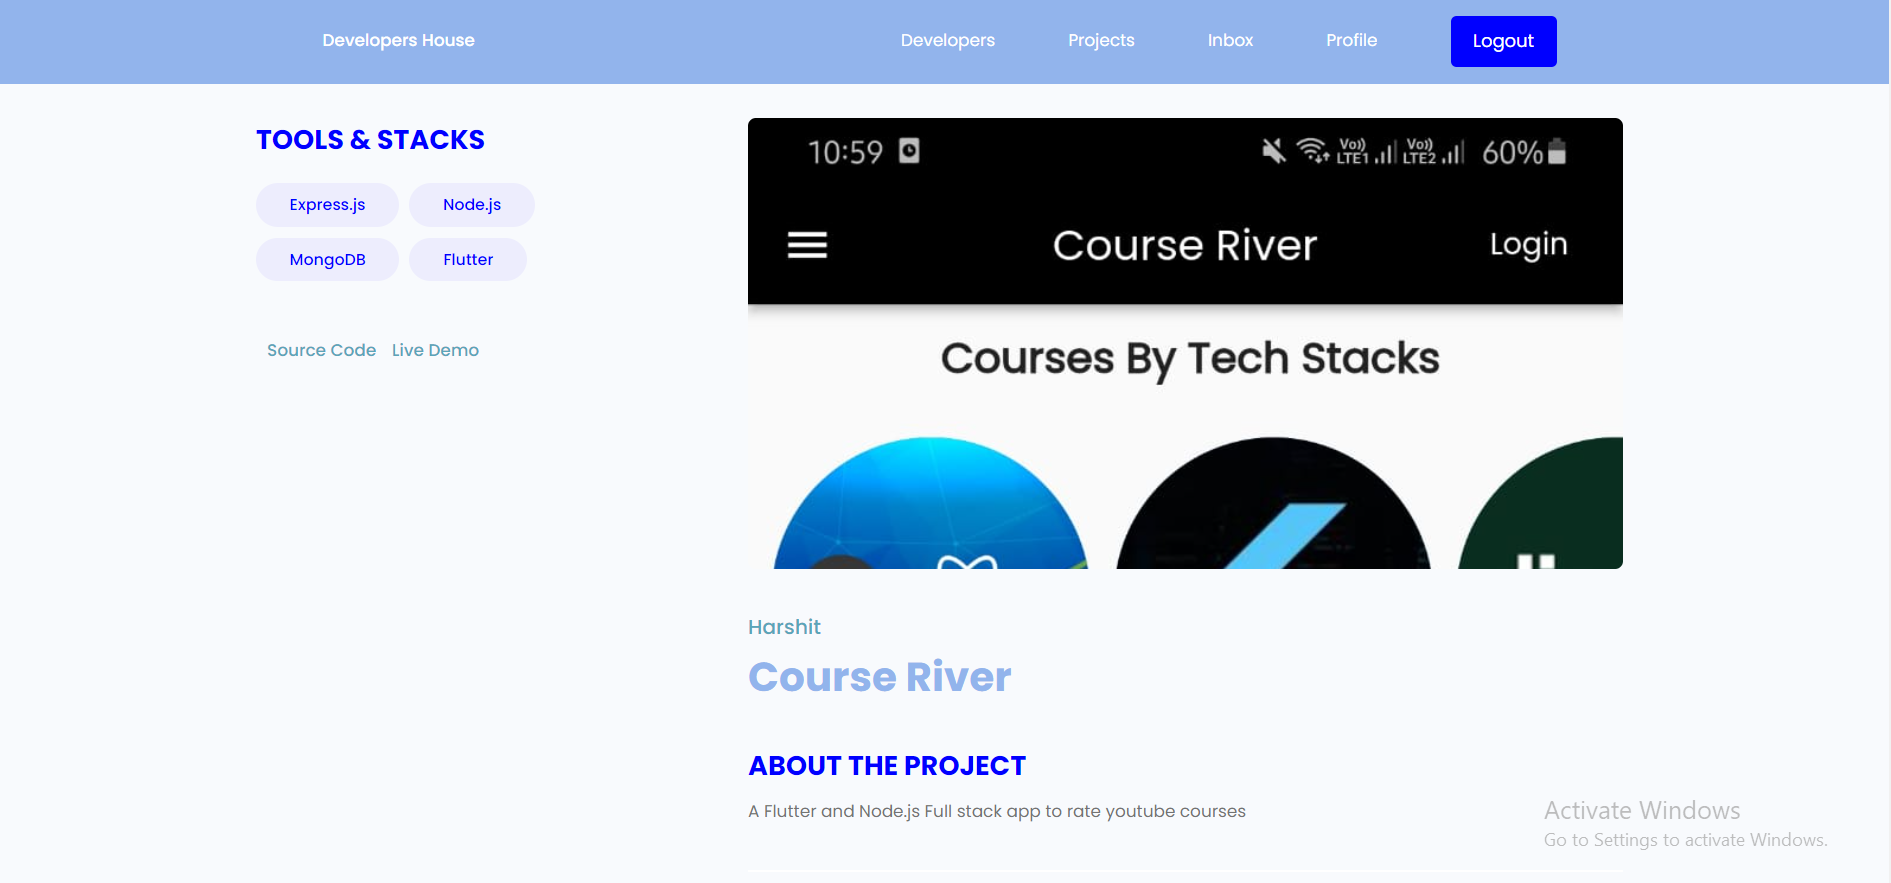 Developers House Developers Projects Inbox Profile Logout
TOOLS & STACKS
Express.js Node.js
MongoDB Flutter
Source Code Live Demo
10:59 Vo)) LTE1 Vo)) LTE2 60%
Course River Login
Courses By Tech Stacks
Harshit
Course River
ABOUT THE PROJECT
A Flutter and Node.js Full stack app to rate youtube courses
Activate Windows
Go to Settings to activate Windows.